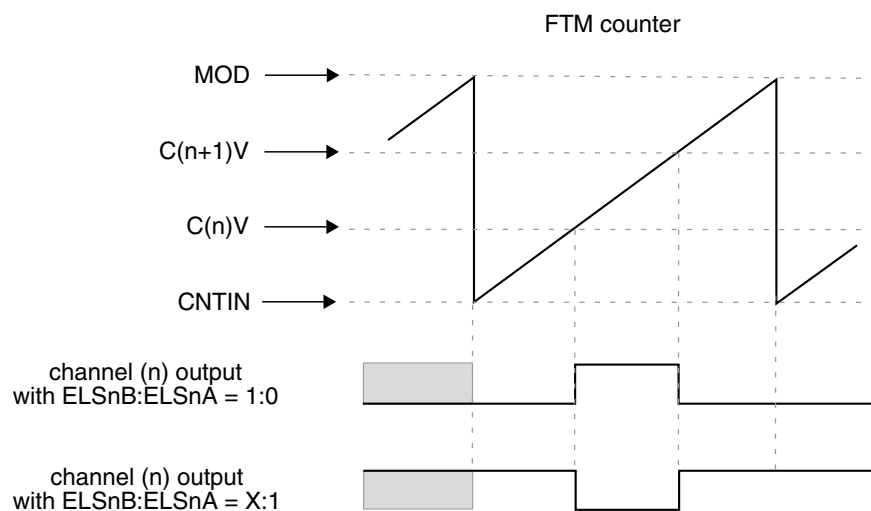 FTM counter
MOD
C(n+1)V
C(n)V
CNTIN
channel (n) output
with ELSnB:ELSnA = 1:0
channel (n) output
with ELSnB:ELSnA = X:1